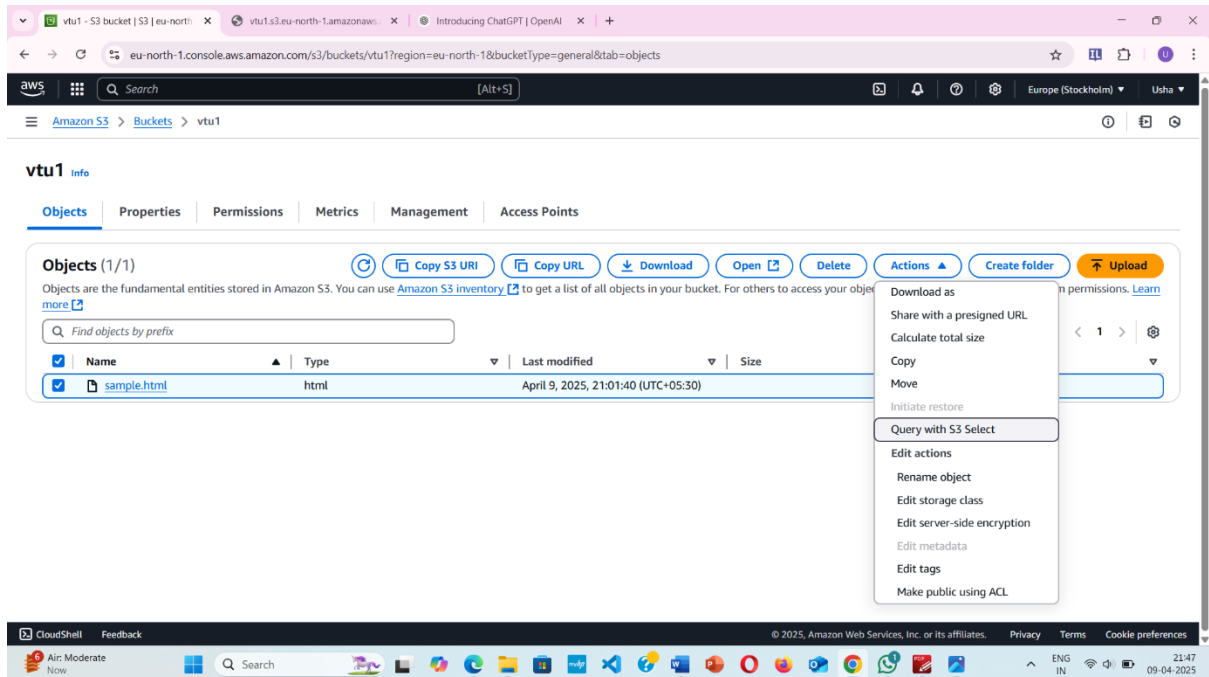 vtu1 - S3 bucket | S3 | eu-north
vtu1.s3.eu-north-1.amazonaws.
Introducing ChatGPT | OpenAI
eu-north-1.console.aws.amazon.com/s3/buckets/vtu1?region=eu-north-1&bucketType=general&tab=objects
aws Search [Alt+S] Europe (Stockholm) Usha
Amazon S3 > Buckets > vtu1
vtu1 Info
Objects Properties Permissions Metrics Management Access Points
Objects (1/1) Copy S3 URI Copy URL Download Open Delete Actions Create folder Upload
Objects are the fundamental entities stored in Amazon S3. You can use Amazon S3 inventory to get a list of all objects in your bucket. For others to access your obje
m permissions. Learn
more
Find objects by prefix
< 1 >
Name Type Last modified Size
sample.html html April 9, 2025, 21:01:40 (UTC+05:30)
Download as
Share with a presigned URL
Calculate total size
Copy
Move
Initiate restore
Query with S3 Select
Edit actions
Rename object
Edit storage class
Edit server-side encryption
Edit metadata
Edit tags
Make public using ACL
CloudShell Feedback © 2025, Amazon Web Services, Inc. or its affiliates. Privacy Terms Cookie preferences
6 Air: Moderate
Now
Search
ENG
IN
21:47
09-04-2025